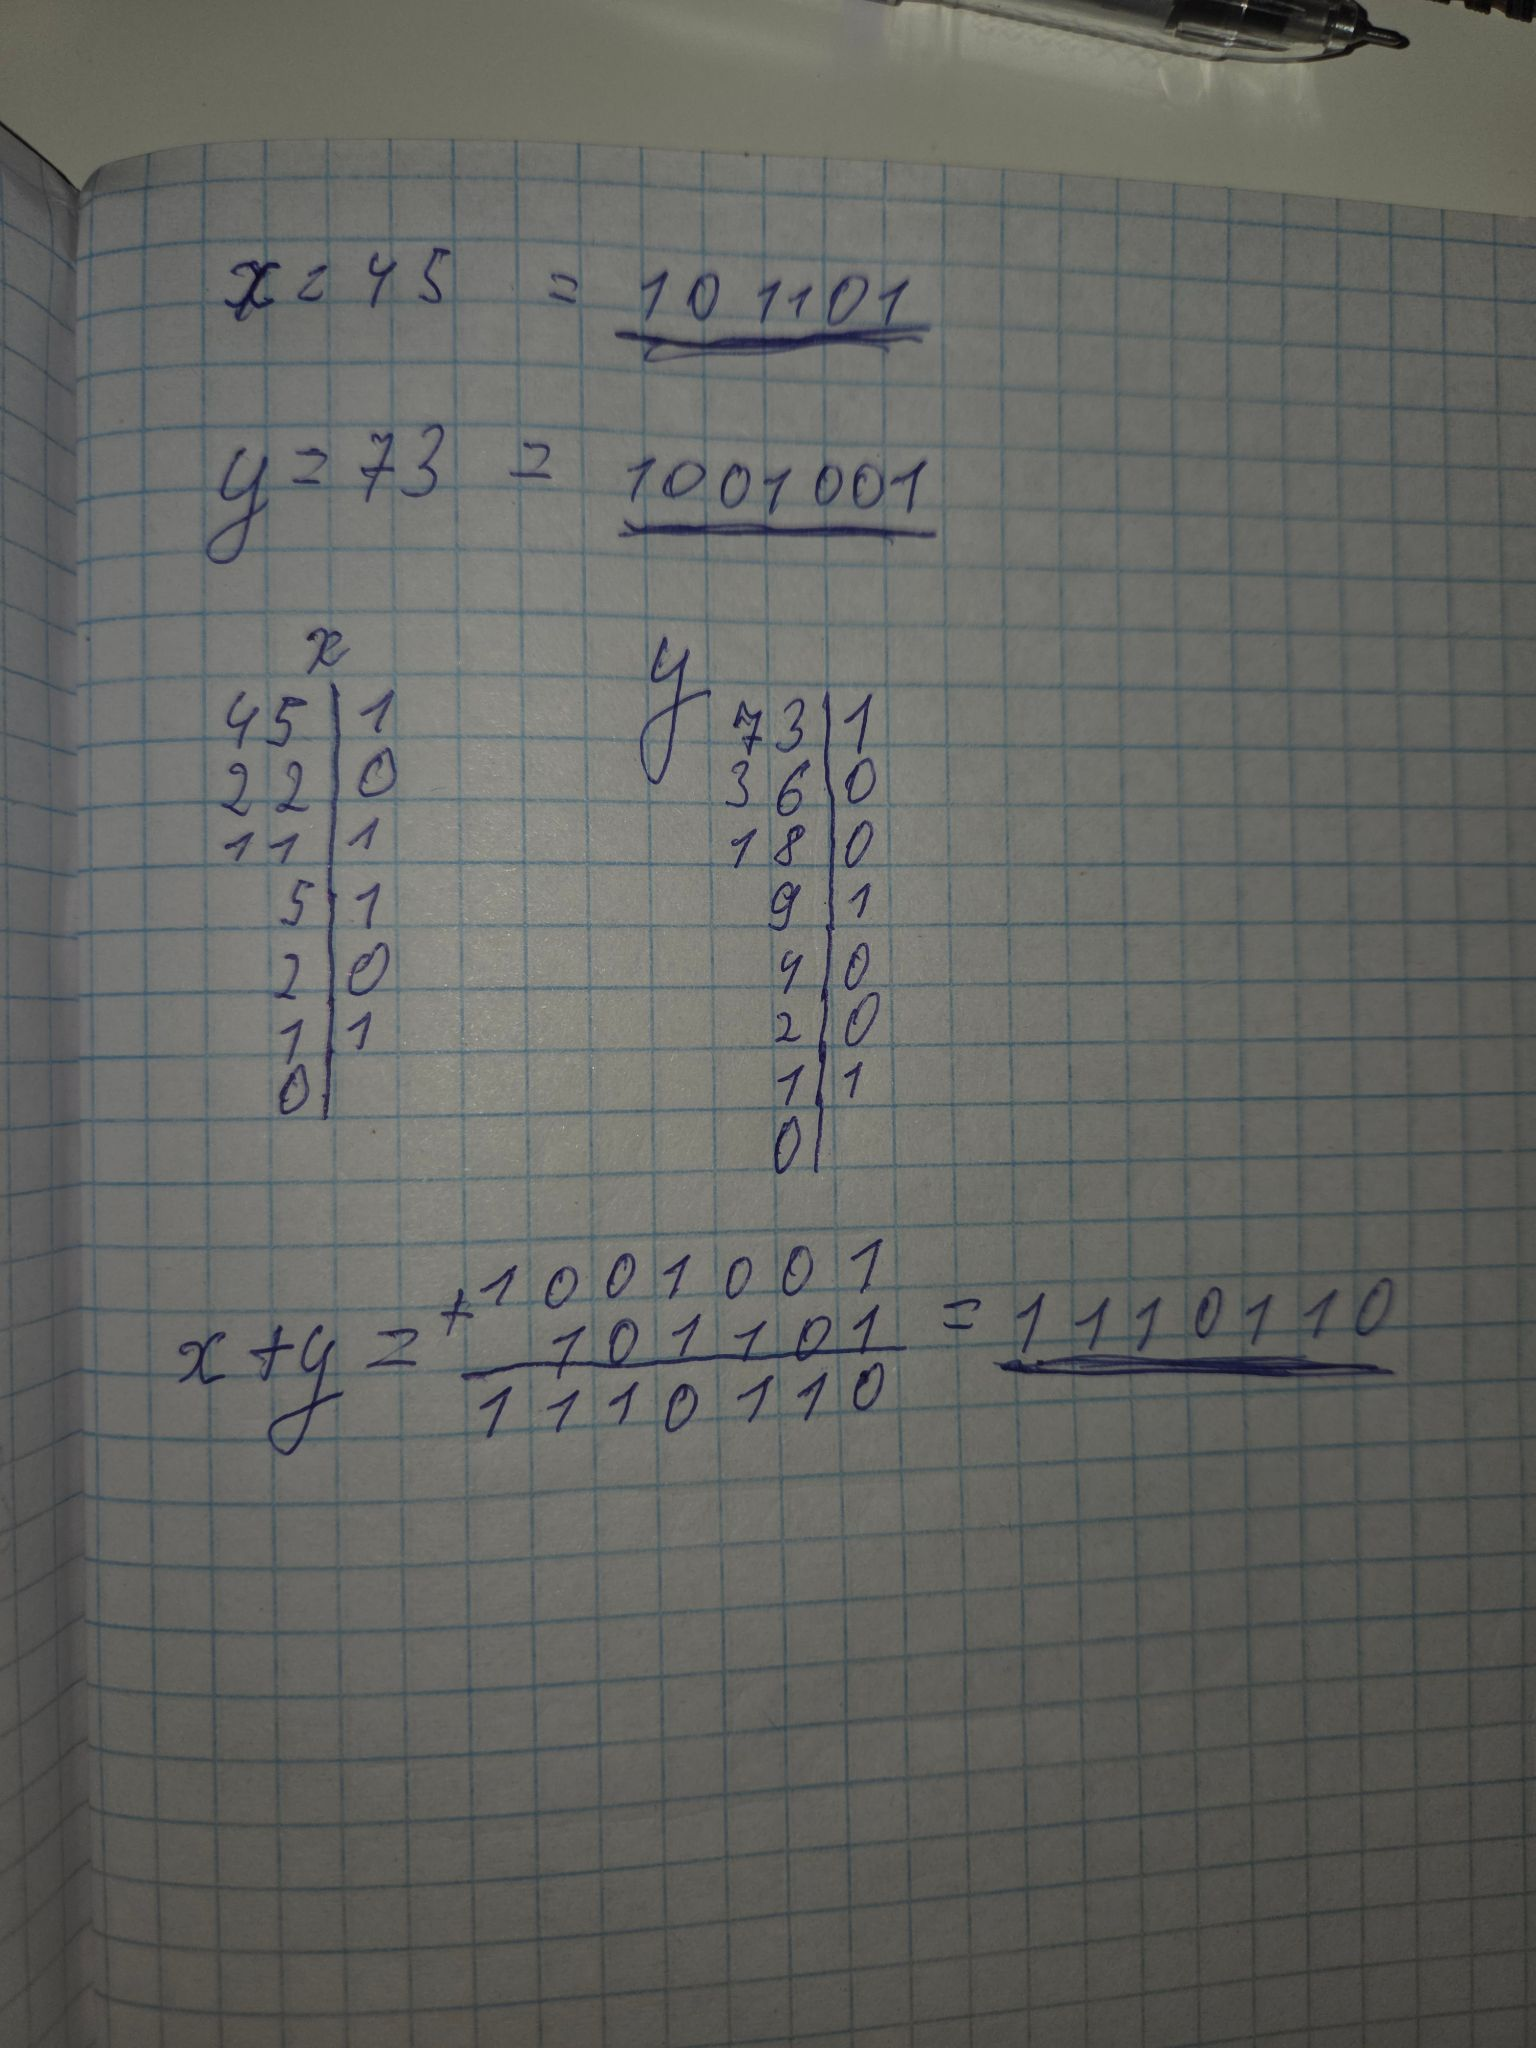 x = 45 = 101101
y = 73 = 1001001
x
45 | 1
22 | 0
11 | 1
5 | 1
2 | 0
1 | 1
0 |
y
73 | 1
36 | 0
18 | 0
9 | 1
4 | 0
2 | 0
1 | 1
0 |
+1001001
x+y = 101101 = 1110110
1110110